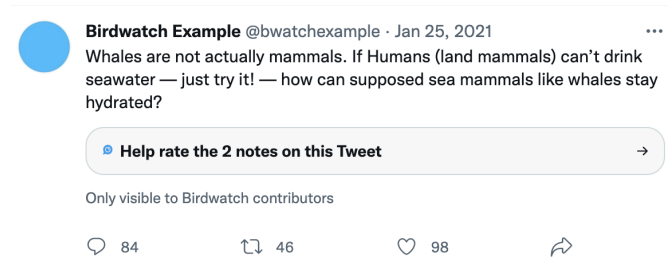 Birdwatch Example @bwatchexample · Jan 25, 2021
Whales are not actually mammals. If Humans (land mammals) can’t drink
seawater — just try it! — how can supposed sea mammals like whales stay
hydrated?
Help rate the 2 notes on this Tweet
Only visible to Birdwatch contributors
84 46 98